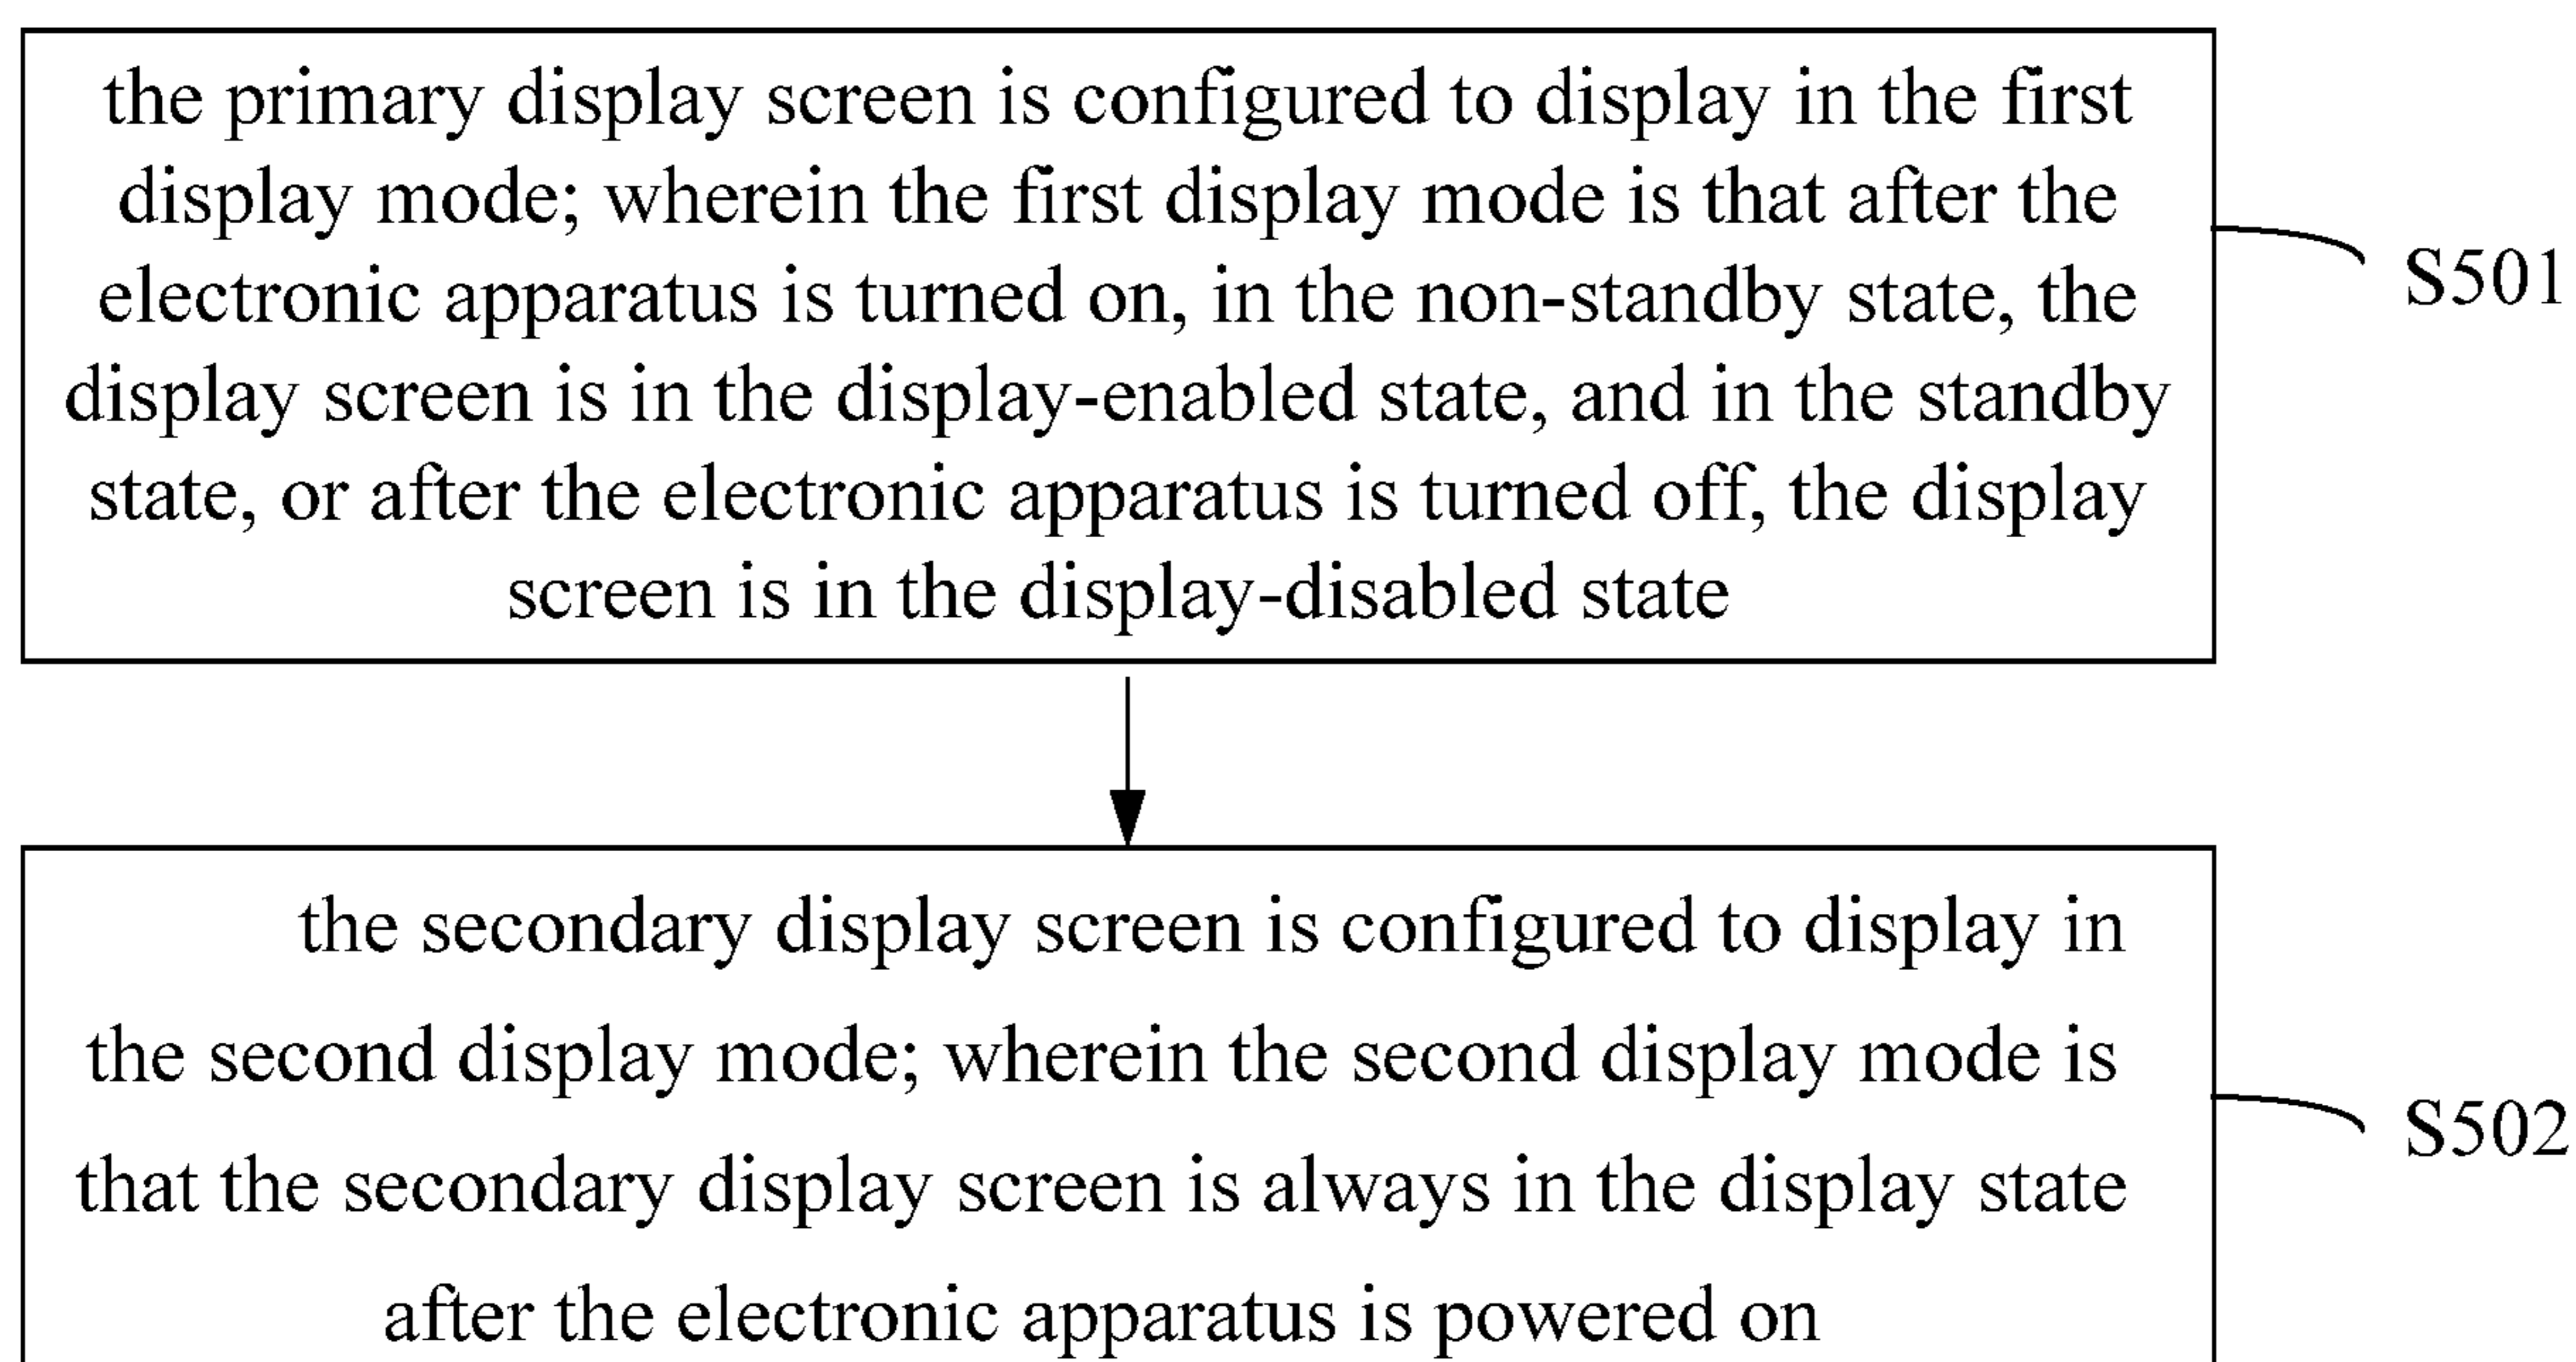 the primary display screen is configured to display in the first
display mode; wherein the first display mode is that after the
electronic apparatus is turned on, in the non-standby state, the
display screen is in the display-enabled state, and in the standby
state, or after the electronic apparatus is turned off, the display
screen is in the display-disabled state
S501
the secondary display screen is configured to display in
the second display mode; wherein the second display mode is
that the secondary display screen is always in the display state
after the electronic apparatus is powered on
S502